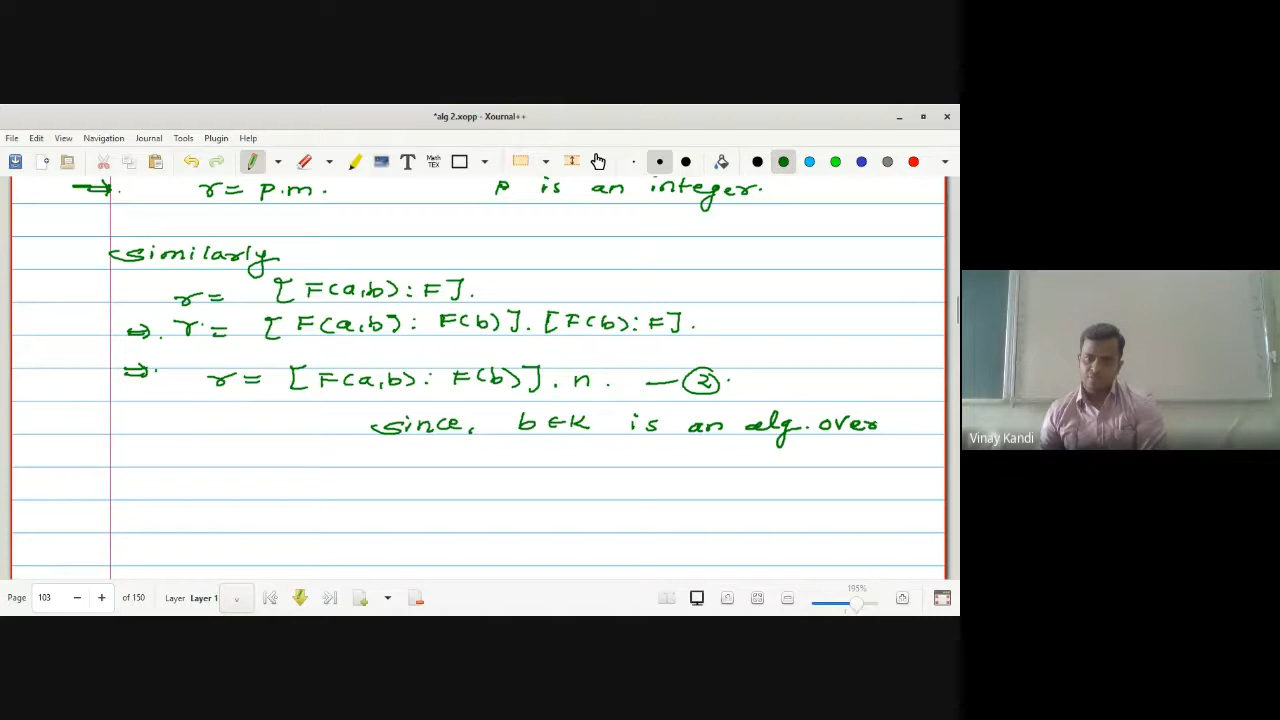 *alg 2.xopp - Xournal++
File Edit View Navigation Journal Tools Plugin Help
⇒. r = p.m. p is an integer.
Similarly
r = [F(a,b) : F].
⇒. r = [F(a,b) : F(b)]. [F(b) : F].
⇒. r = [F(a,b) : F(b)]. n. — ②.
Since, b ∈ K is an alg. over
Vinay Kandi
Page 103 of 150 Layer Layer 1 195%